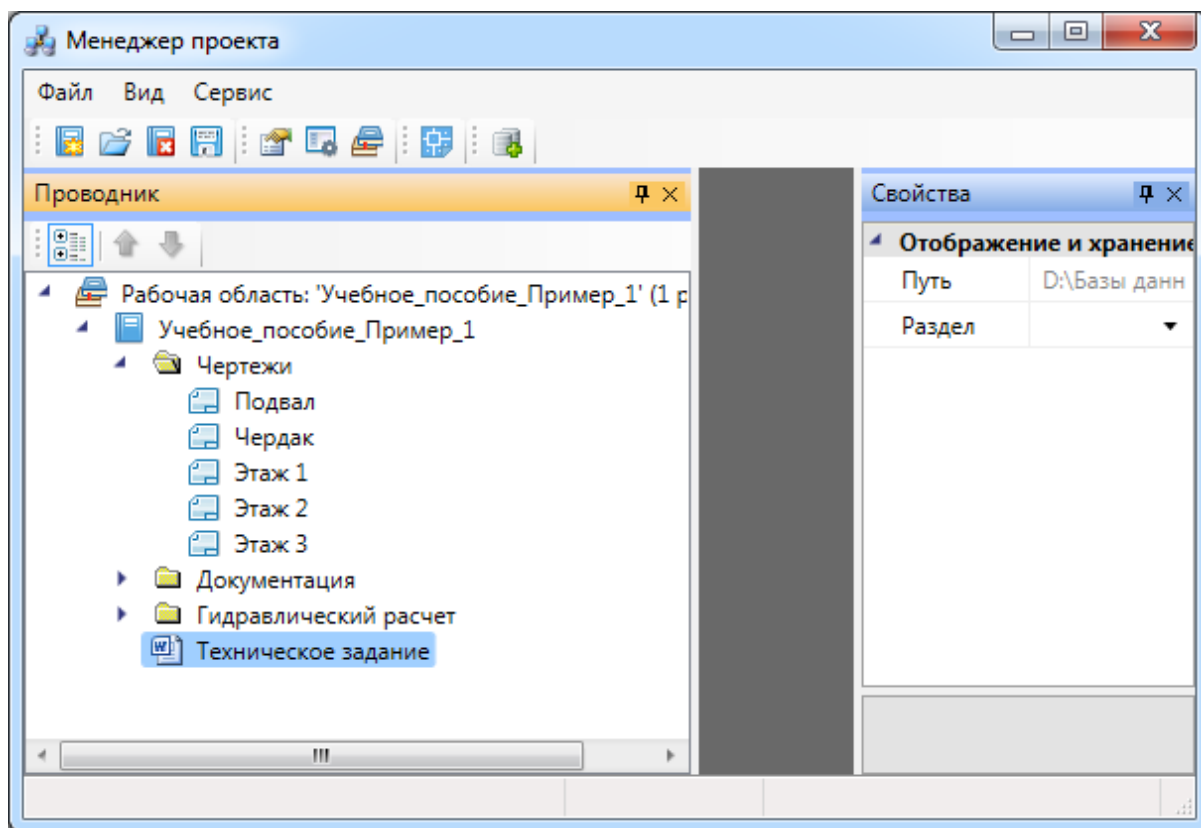 Менеджер проекта
Файл Вид Сервис
Проводник
Рабочая область: 'Учебное_пособие_Пример_1' (1 р
Учебное_пособие_Пример_1
Чертежи
Подвал
Чердак
Этаж 1
Этаж 2
Этаж 3
Документация
Гидравлический расчет
Техническое задание
Свойства
Отображение и хранение
Путь D:\Базы данн
Раздел